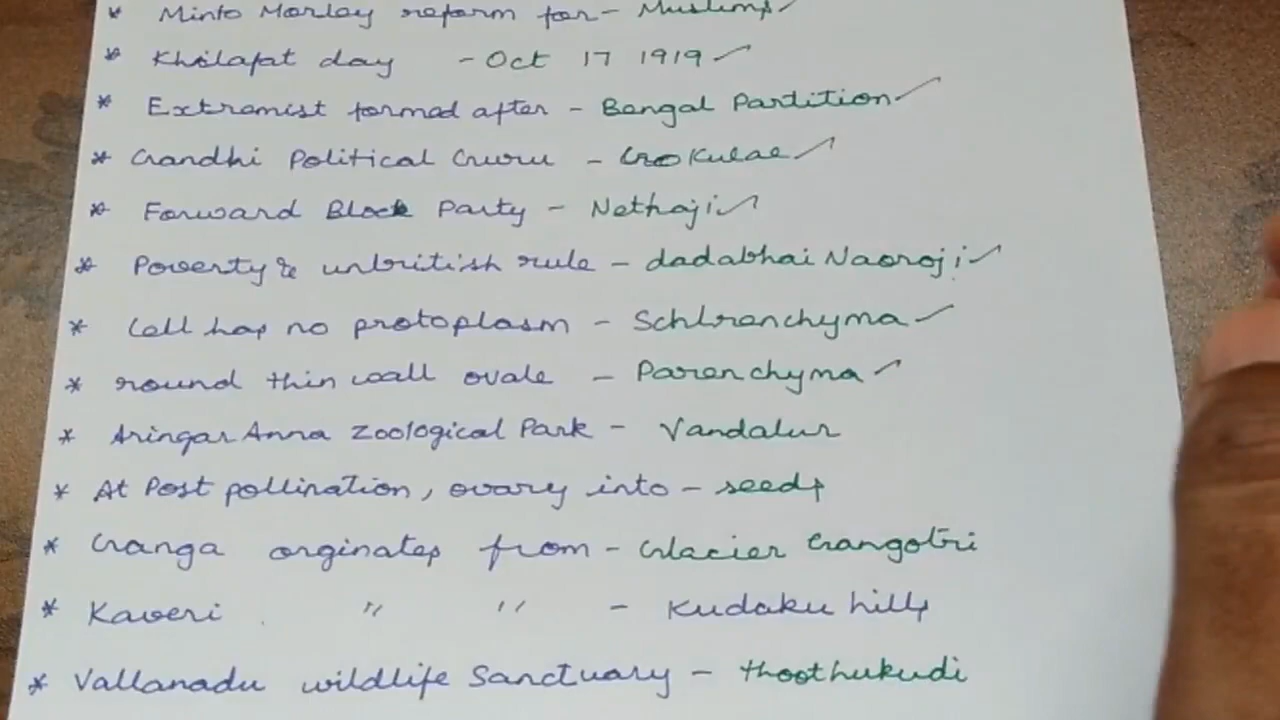 * Minto Morley reform for - Muslims
* Khilafat day - Oct 17 1919
* Extremist formed after - Bengal Partition
* Gandhi Political Guru - Gokulae
* Forward Block Party - Nethaji
* Poverty & unbritish rule - dadabhai Naoroji
* Cell has no protoplasm - Schlrenchyma
* round thin wall ovale - Parenchyma
* Aringar Anna Zoological Park - Vandalur
* At Post pollination, ovary into - seeds
* Ganga orginates from - Glacier Gangotri
* Kaveri " " - Kudaku hills
* Vallanadu wildlife Sanctuary - thoothukudi